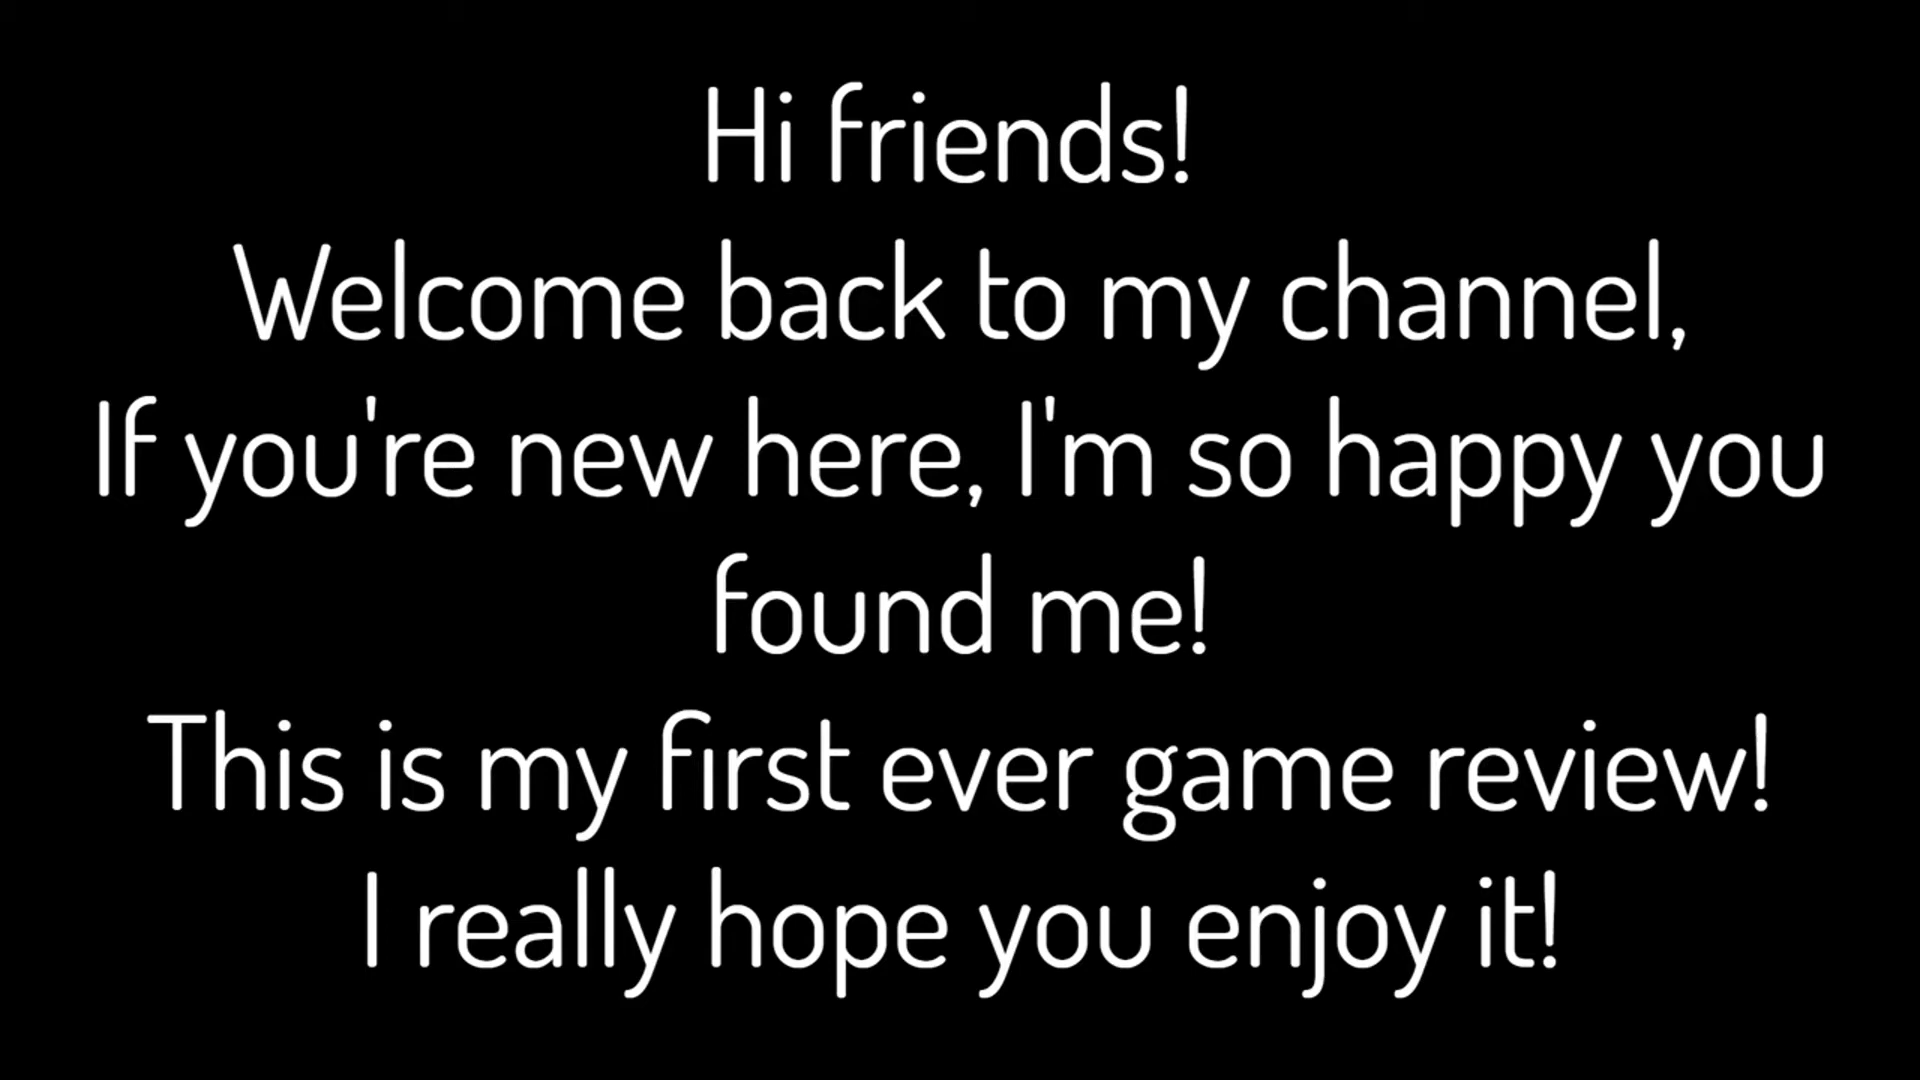 Hi friends!
Welcome back to my channel,
If you're new here, I'm so happy you
found me!
This is my first ever game review!
I really hope you enjoy it!